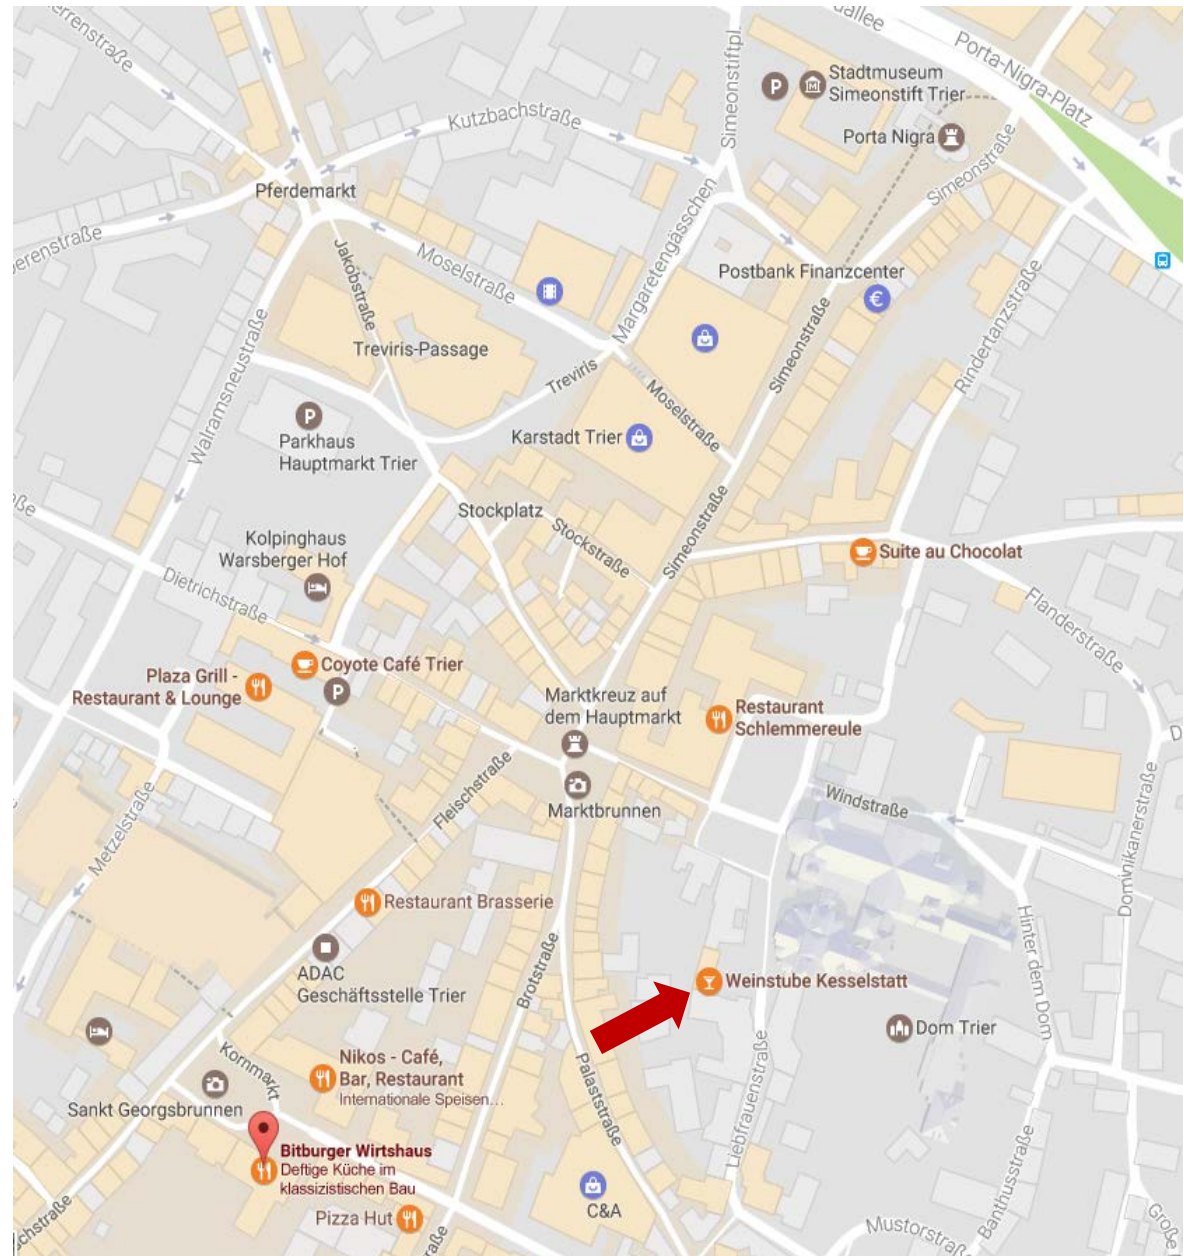 Porta-Nigra-Platz
Stadtmuseum
Simeonstift Trier
Simeonstiftpl.
Kutzbachstraße
Porta Nigra
Simeonstraße
Pferdemarkt
Jakobstraße
Moselstraße
Margaretengässchen
Postbank Finanzcenter
Rindertanzstraße
Walramsneustraße
Treviris-Passage
Treviris
Simeonstraße
Moselstraße
Parkhaus
Hauptmarkt Trier
Karstadt Trier
Stockplatz
Stockstraße
Simeonstraße
Kolpinghaus
Warsberger Hof
Suite au Chocolat
Dietrichstraße
Flanderstraße
Coyote Café Trier
Plaza Grill -
Restaurant & Lounge
Marktkreuz auf
dem Hauptmarkt
Restaurant
Schlemmereule
Fleischstraße
Marktbrunnen
Windstraße
Metzelstraße
Dominikanerstraße
Restaurant Brasserie
Hinter dem Dom
ADAC
Geschäftsstelle Trier
Brotstraße
Weinstube Kesselstatt
Dom Trier
Kornmarkt
Nikos - Café,
Bar, Restaurant
Internationale Speisen...
Palaststraße
Sankt Georgsbrunnen
Liebfrauenstraße
Bitburger Wirtshaus
Deftige Küche im
klassizistischen Bau
Banthusstraße
Pizza Hut
C&A
Mustorstraße
Große